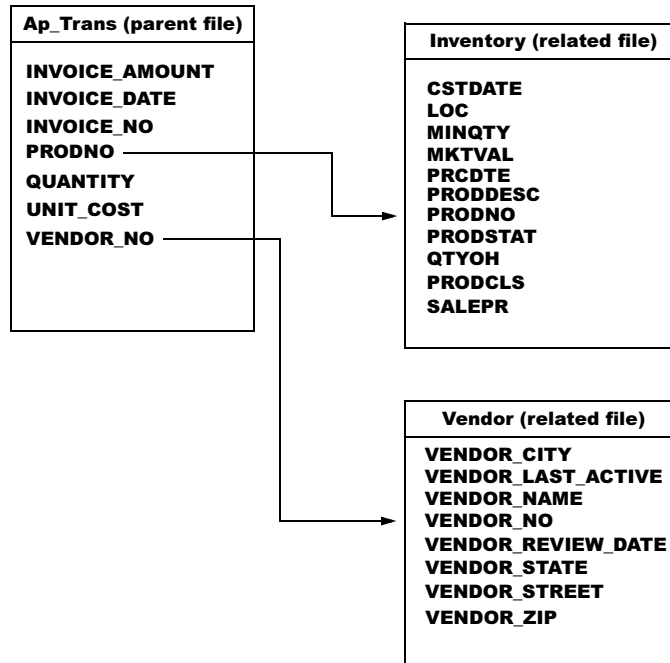 Ap_Trans (parent file)
INVOICE_AMOUNT
INVOICE_DATE
INVOICE_NO
PRODNO
QUANTITY
UNIT_COST
VENDOR_NO
Inventory (related file)
CSTDATE
LOC
MINQTY
MKTVAL
PRCDTE
PRODDESC
PRODNO
PRODSTAT
QTYOH
PRODCLS
SALEPR
Vendor (related file)
VENDOR_CITY
VENDOR_LAST_ACTIVE
VENDOR_NAME
VENDOR_NO
VENDOR_REVIEW_DATE
VENDOR_STATE
VENDOR_STREET
VENDOR_ZIP